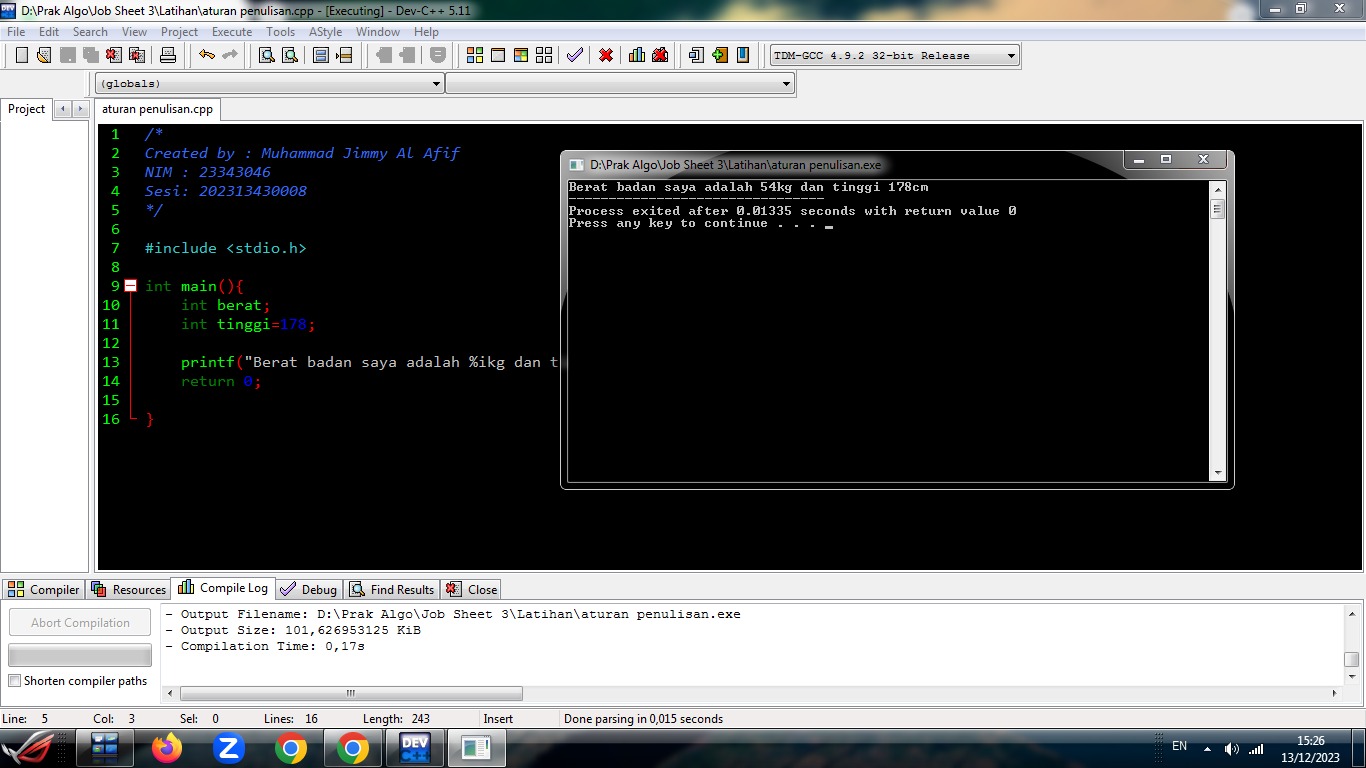 D:\Prak Algo\Job Sheet 3\Latihan\aturan penulisan.cpp - [Executing] - Dev-C++ 5.11
File Edit Search View Project Execute Tools AStyle Window Help
TDM-GCC 4.9.2 32-bit Release
(globals)
Project
aturan penulisan.cpp
1 /*
2 Created by : Muhammad Jimmy Al Afif
3 NIM : 23343046
4 Sesi: 202313430008
5 */
6
7 #include <stdio.h>
8
9 int main(){
10 int berat;
11 int tinggi=178;
12
13 printf("Berat badan saya adalah %ikg dan t
14 return 0;
15
16 }
D:\Prak Algo\Job Sheet 3\Latihan\aturan penulisan.exe
Berat badan saya adalah 54kg dan tinggi 178cm
--------------------------------
Process exited after 0.01335 seconds with return value 0
Press any key to continue . . . _
Compiler Resources Compile Log Debug Find Results Close
Abort Compilation
Shorten compiler paths
- Output Filename: D:\Prak Algo\Job Sheet 3\Latihan\aturan penulisan.exe
- Output Size: 101,626953125 KiB
- Compilation Time: 0,17s
Line: 5 Col: 3 Sel: 0 Lines: 16 Length: 243 Insert Done parsing in 0,015 seconds
DEV C++
EN
15:26
13/12/2023